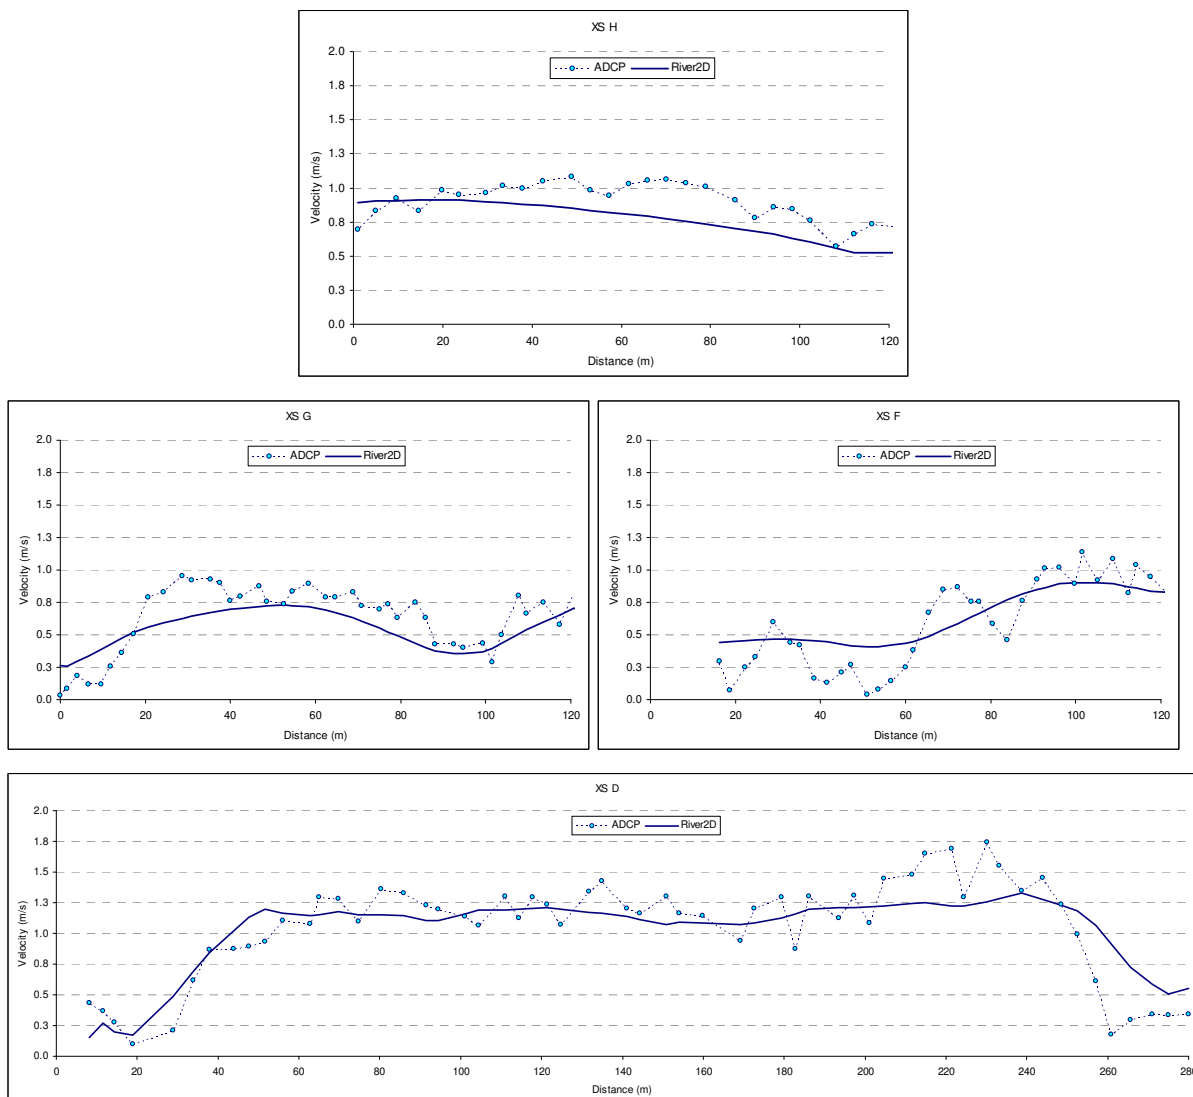 XS H
ADCP River2D
Velocity (m/s)
2.0
1.8
1.5
1.3
1.0
0.8
0.5
0.3
0.0
0 20 40 60 80 100 120
Distance (m)
XS G
ADCP River2D
Velocity (m/s)
2.0
1.8
1.5
1.3
1.0
0.8
0.5
0.3
0.0
0 20 40 60 80 100 120
Distance (m)
XS F
ADCP River2D
Velocity (m/s)
2.0
1.8
1.5
1.3
1.0
0.8
0.5
0.3
0.0
0 20 40 60 80 100 120
Distance (m)
XS D
ADCP River2D
Velocity (m/s)
2.0
1.8
1.5
1.3
1.0
0.8
0.5
0.3
0.0
0 20 40 60 80 100 120 140 160 180 200 220 240 260 280
Distance (m)